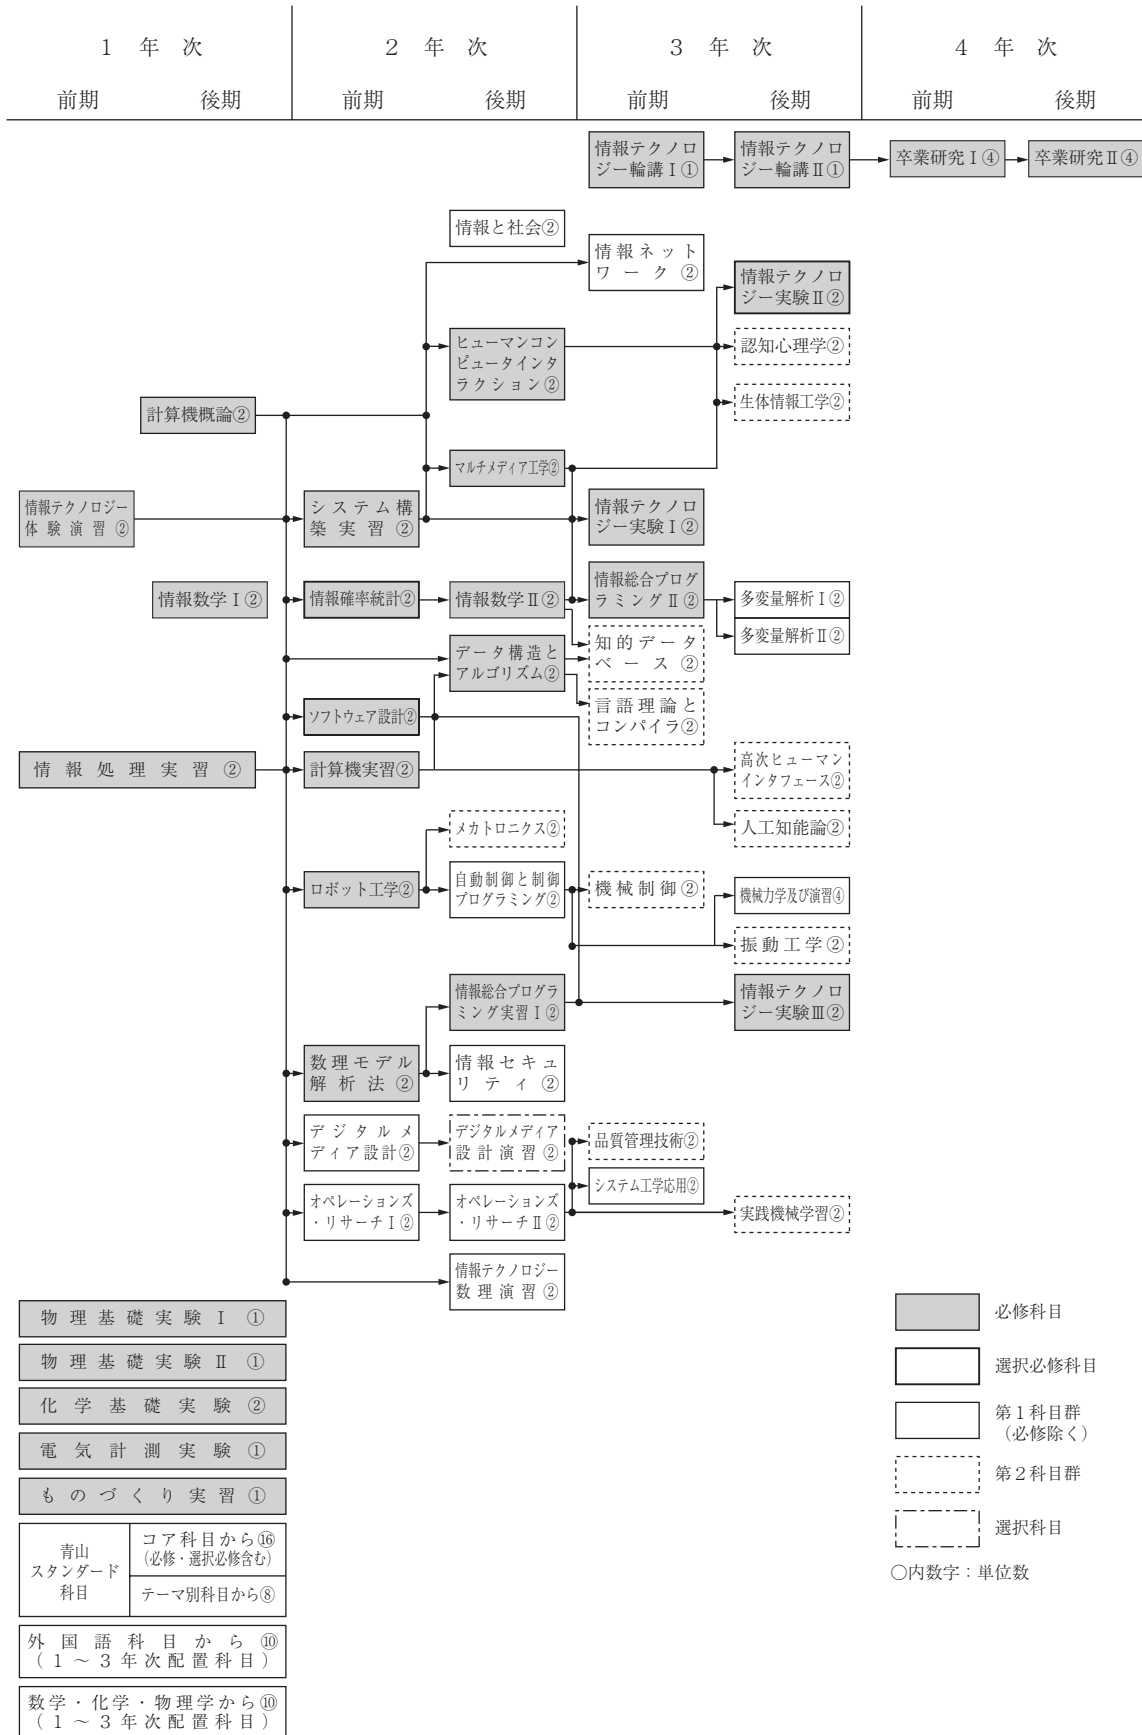 1 年 次
2 年 次
3 年 次
4 年 次
前期
後期
前期
後期
前期
後期
前期
後期
情報テクノロ
ジー輪講Ⅰ①
情報テクノロ
ジー輪講Ⅱ①
卒業研究Ⅰ④
卒業研究Ⅱ④
情報と社会②
情報ネット
ワーク②
情報テクノロ
ジー実験Ⅱ②
ヒューマンコン
ピュータインタ
ラクション②
認知心理学②
生体情報工学②
計算機概論②
マルチメディア工学②
情報テクノロジー
体験演習②
システム構
築実習②
情報テクノロ
ジー実験Ⅰ②
情報数学Ⅰ②
情報確率統計②
情報数学Ⅱ②
情報総合プログ
ラミングⅡ②
多変量解析Ⅰ②
多変量解析Ⅱ②
データ構造と
アルゴリズム②
知的データ
ベース②
ソフトウェア設計②
言語理論と
コンパイラ②
情報処理実習②
計算機実習②
高次ヒューマン
インタフェース②
メカトロニクス②
人工知能論②
ロボット工学②
自動制御と制御
プログラミング②
機械制御②
機械力学及び演習④
振動工学②
情報総合プログラ
ミング実習Ⅰ②
情報テクノロ
ジー実験Ⅲ②
数理モデル
解析法②
情報セキュ
リティ②
デジタルメ
ディア設計②
デジタルメディア
設計演習②
品質管理技術②
システム工学応用②
オペレーションズ
・リサーチⅠ②
オペレーションズ
・リサーチⅡ②
実践機械学習②
情報テクノロジー
数理演習②
物理基礎実験Ⅰ①
物理基礎実験Ⅱ①
化学基礎実験②
電気計測実験①
ものづくり実習①
青山
スタンダード
科目
コア科目から⑯
(必修・選択必修含む)
テーマ別科目から⑧
外国語科目から⑩
(1~3年次配置科目)
数学・化学・物理学から⑩
(1~3年次配置科目)
必修科目
選択必修科目
第1科目群
(必修除く)
第2科目群
選択科目
○内数字:単位数